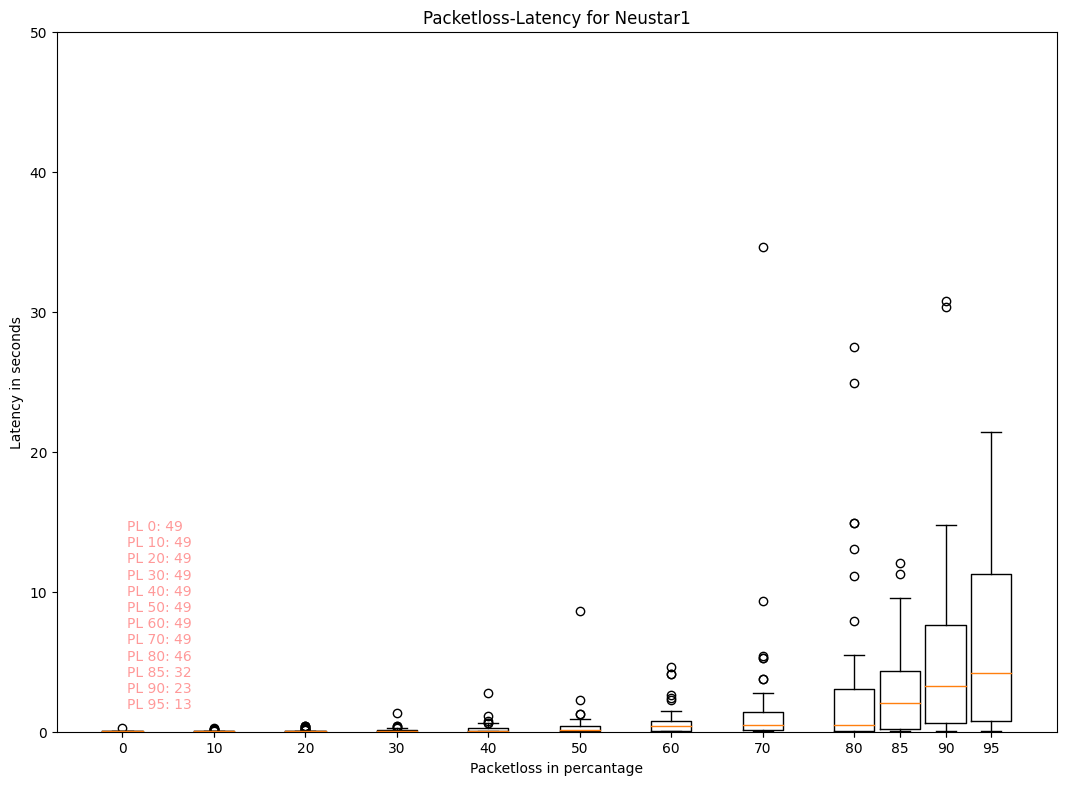 Packetloss-Latency for Neustar1
50
40
30
20
10
0
Latency in seconds
PL 0: 49
PL 10: 49
PL 20: 49
PL 30: 49
PL 40: 49
PL 50: 49
PL 60: 49
PL 70: 49
PL 80: 46
PL 85: 32
PL 90: 23
PL 95: 13
0 10 20 30 40 50 60 70 80 85 90 95
Packetloss in percantage